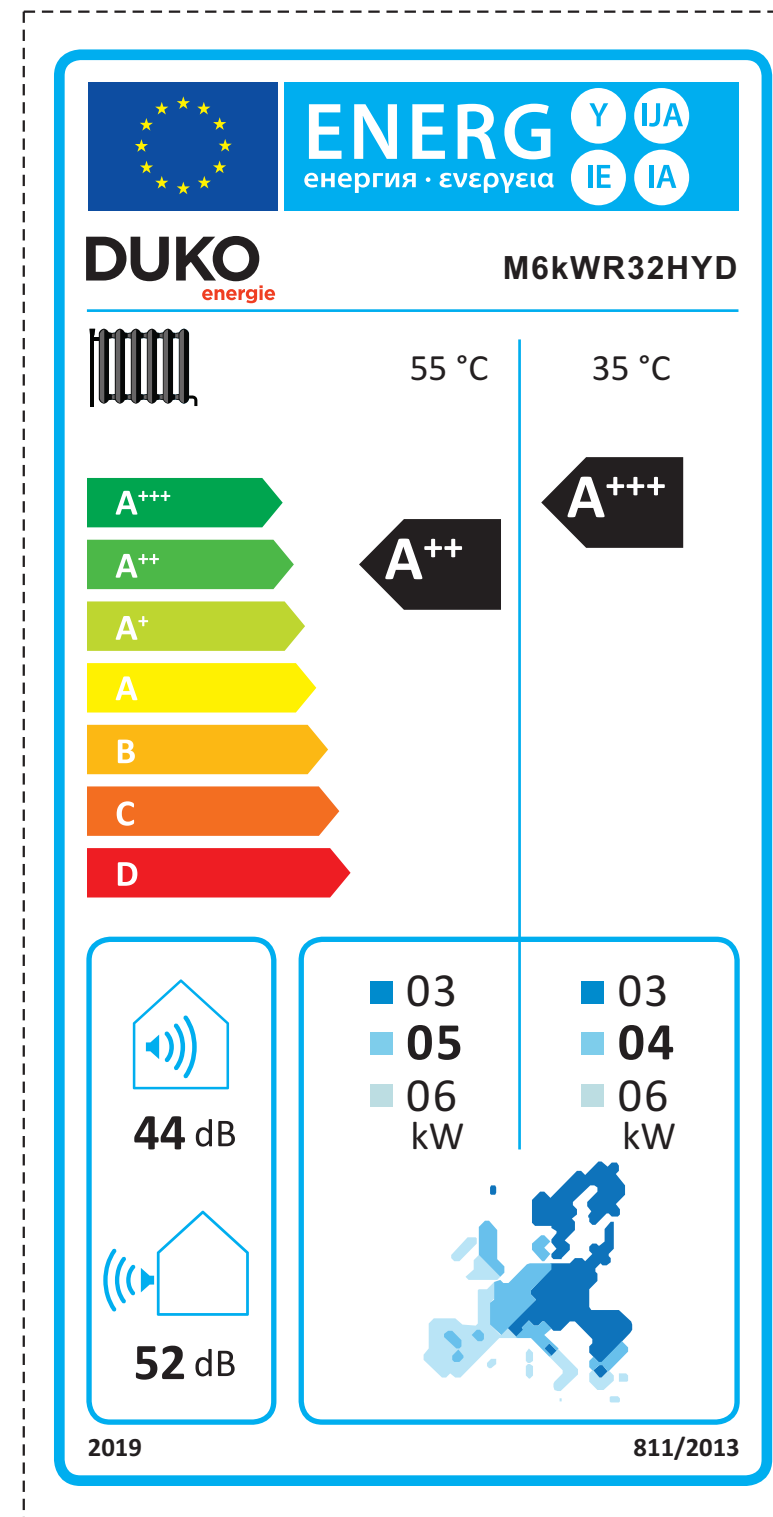 ENERG Y IJA
енергия · ενεργεια IE IA
DUKO
energie
M6kWR32HYD
55 °C 35 °C
A+++
A+++
A++
A++
A+
A
B
C
D
03 03
05 04
06 06
kW kW
44 dB
52 dB
2019 811/2013